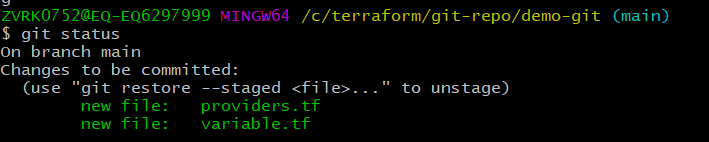 ZVRK0752@EQ-EQ6297999 MINGW64 /c/terraform/git-repo/demo-git (main)
$ git status
On branch main
Changes to be committed:
  (use "git restore --staged <file>..." to unstage)
        new file:   providers.tf
        new file:   variable.tf